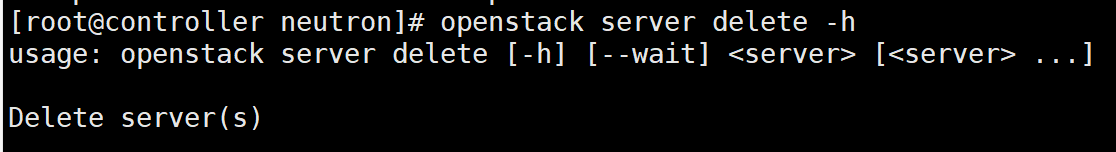 [root@controller neutron]# openstack server delete -h
usage: openstack server delete [-h] [--wait] <server> [<server> ...]
Delete server(s)